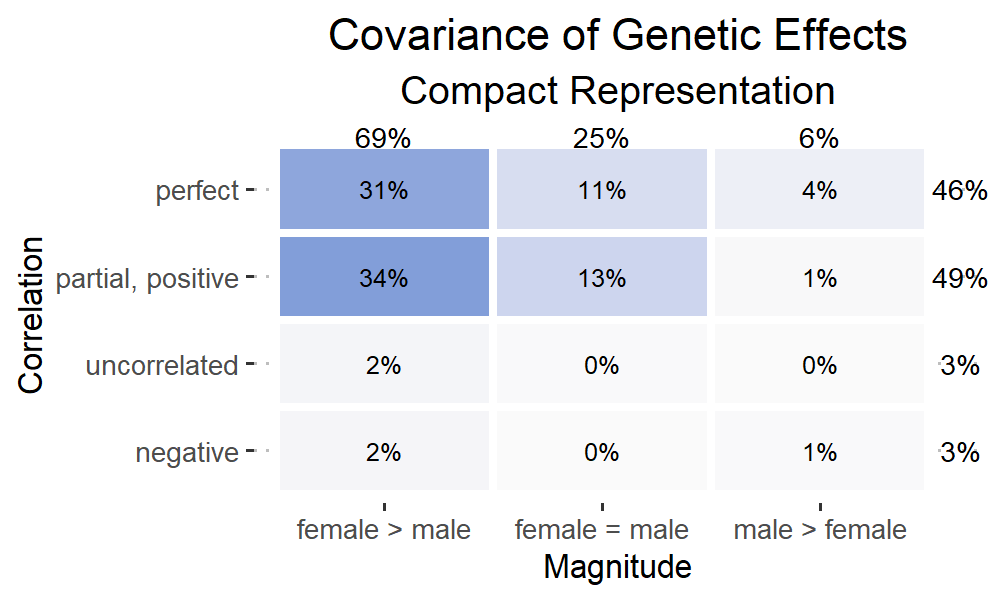 Covariance of Genetic Effects
Compact Representation
69% 25% 6%
perfect 31% 11% 4% 46%
partial, positive 34% 13% 1% 49%
uncorrelated 2% 0% 0% 3%
negative 2% 0% 1% 3%
female > male female = male male > female
Magnitude
Correlation